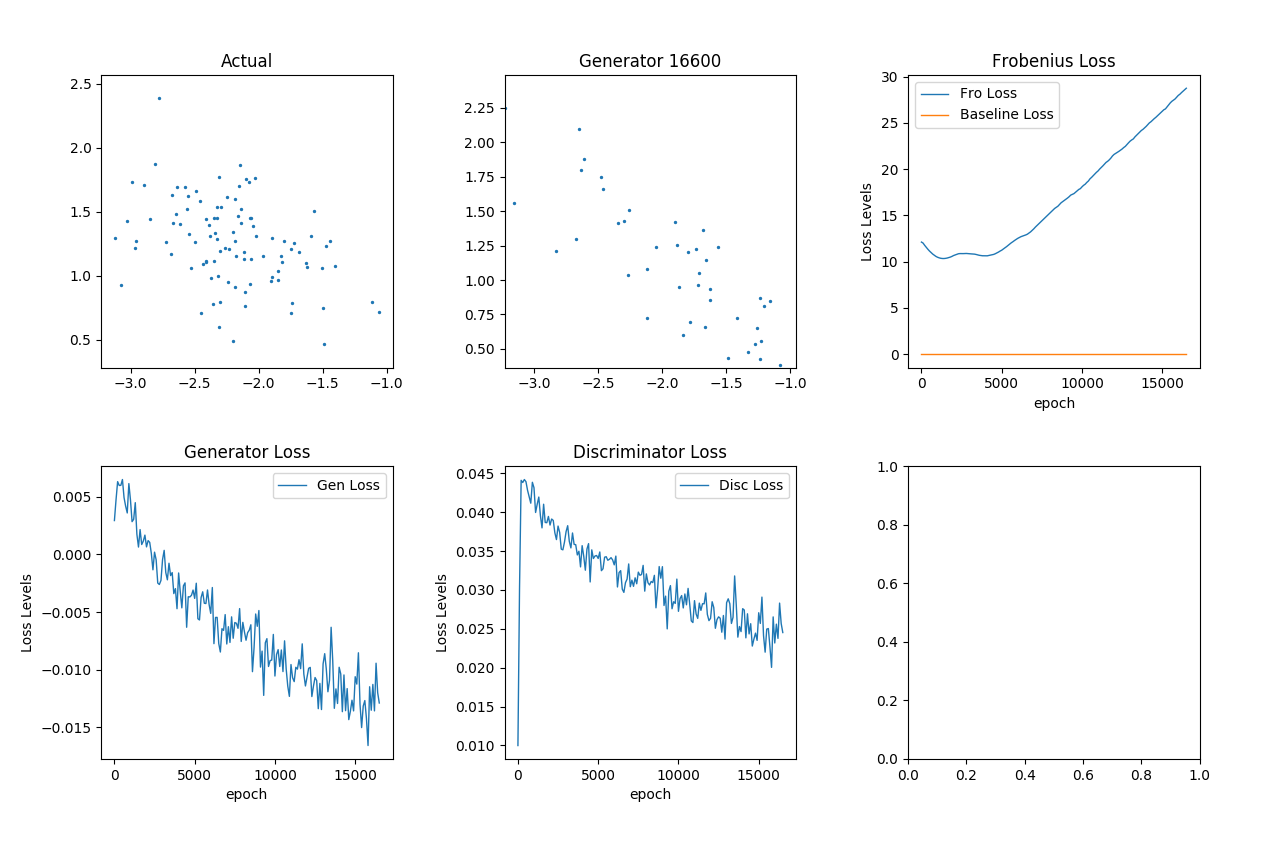 Actual
2.5
2.0
1.5
1.0
0.5
−3.0 −2.5 −2.0 −1.5 −1.0
Generator 16600
2.25
2.00
1.75
1.50
1.25
1.00
0.75
0.50
−3.0 −2.5 −2.0 −1.5 −1.0
Frobenius Loss
Fro Loss
Baseline Loss
Loss Levels
30
25
20
15
10
5
0
0 5000 10000 15000
epoch
Generator Loss
Gen Loss
Loss Levels
0.005
0.000
−0.005
−0.010
−0.015
0 5000 10000 15000
epoch
Discriminator Loss
Disc Loss
Loss Levels
0.045
0.040
0.035
0.030
0.025
0.020
0.015
0.010
0 5000 10000 15000
epoch
1.0
0.8
0.6
0.4
0.2
0.0
0.0 0.2 0.4 0.6 0.8 1.0